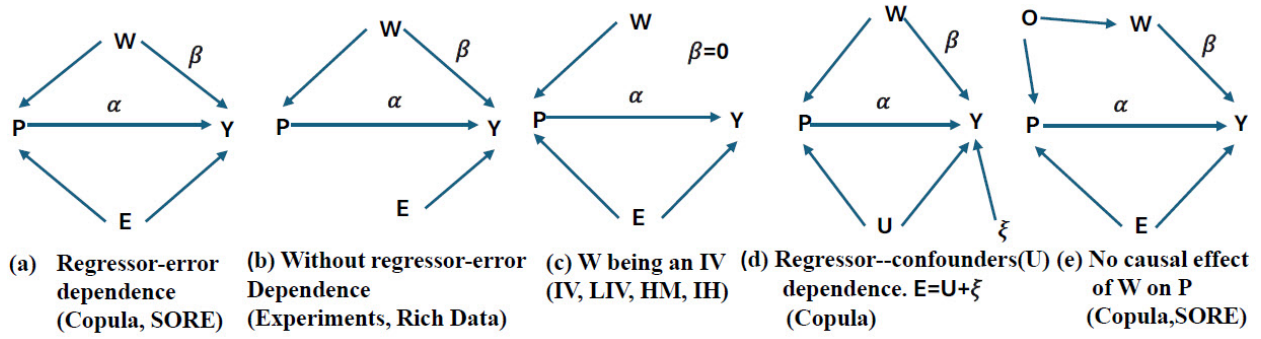 W
β
α
P
Y
E
(a) Regressor-error
dependence
(Copula, SORE)
W
β
α
P
Y
E
(b) Without regressor-error
Dependence
(Experiments, Rich Data)
W
β=0
α
P
Y
E
(c) W being an IV
(IV, LIV, HM, IH)
W
β
α
P
Y
U
ξ
(d) Regressor--confounders(U)
dependence. E=U+ξ
(Copula)
O
W
β
α
P
Y
E
(e) No causal effect
of W on P
(Copula,SORE)